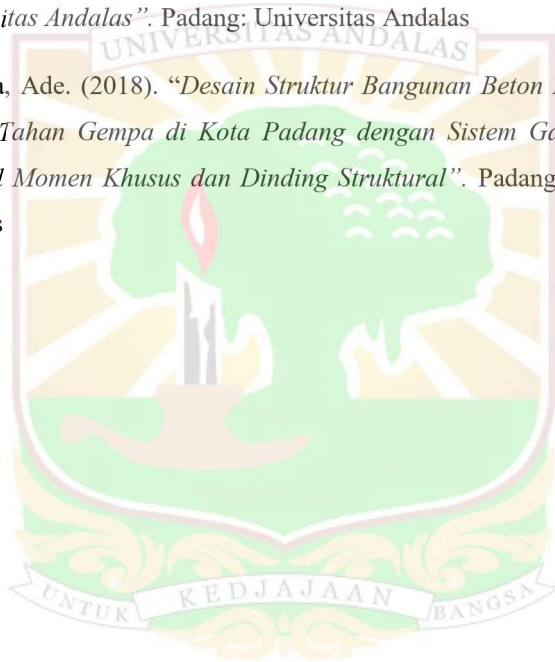 itas Andalas”. Padang: Universitas Andalas
UNIVERSITAS ANDALAS
a, Ade. (2018). “Desain Struktur Bangunan Beton
Tahan Gempa di Kota Padang dengan Sistem Ga
l Momen Khusus dan Dinding Struktural”. Padang
s
UNTUK KEDJAJAAN BANGSA